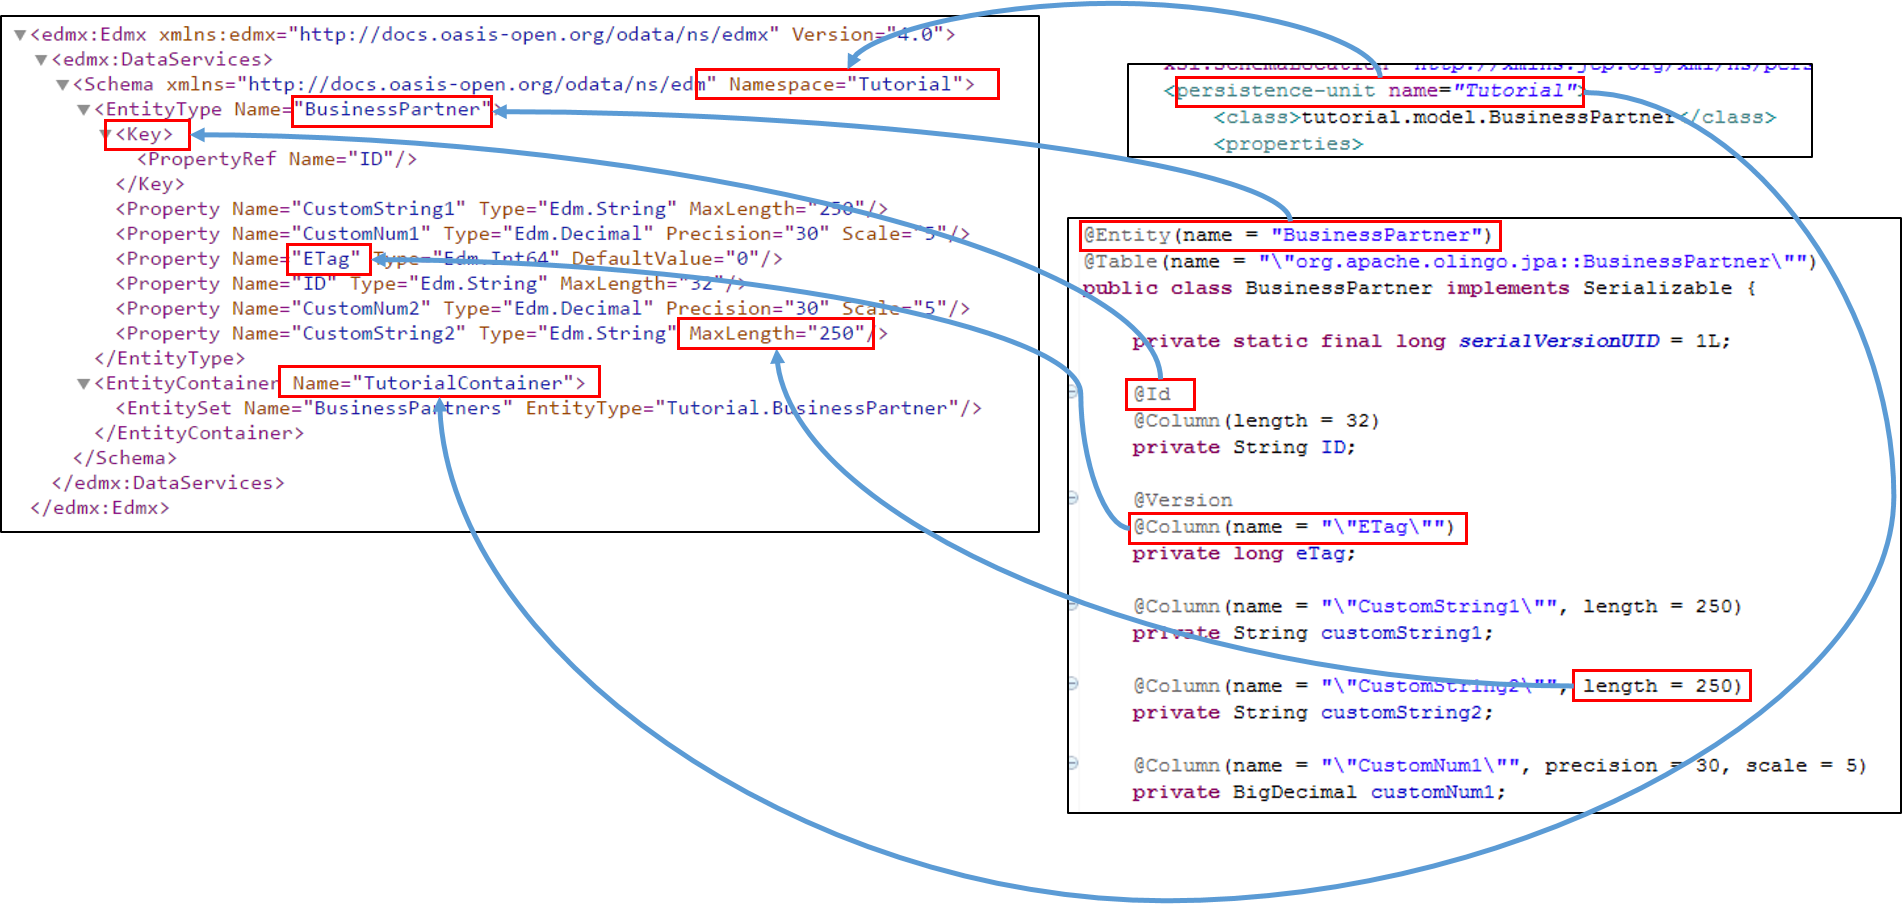 <edmx:Edmx xmlns:edmx="http://docs.oasis-open.org/odata/ns/edmx" Version="4.0">
<edmx:DataServices>
<Schema xmlns="http://docs.oasis-open.org/odata/ns/edm" Namespace="Tutorial">
<EntityType Name="BusinessPartner">
<Key>
<PropertyRef Name="ID"/>
</Key>
<Property Name="CustomString1" Type="Edm.String" MaxLength="250"/>
<Property Name="CustomNum1" Type="Edm.Decimal" Precision="30" Scale="5"/>
<Property Name="ETag" Type="Edm.Int64" DefaultValue="0"/>
<Property Name="ID" Type="Edm.String" MaxLength="32"/>
<Property Name="CustomNum2" Type="Edm.Decimal" Precision="30" Scale="5"/>
<Property Name="CustomString2" Type="Edm.String" MaxLength="250"/>
</EntityType>
<EntityContainer Name="TutorialContainer">
<EntitySet Name="BusinessPartners" EntityType="Tutorial.BusinessPartner"/>
</EntityContainer>
</Schema>
</edmx:DataServices>
</edmx:Edmx>
xsi:schemaLocation="http://xmlns.jcp.org/xml/ns/pers
<persistence-unit name="Tutorial">
<class>tutorial.model.BusinessPartner</class>
<properties>
@Entity(name = "BusinessPartner")
@Table(name = "\"org.apache.olingo.jpa::BusinessPartner\"")
public class BusinessPartner implements Serializable {
private static final long serialVersionUID = 1L;
@Id
@Column(length = 32)
private String ID;
@Version
@Column(name = "\"ETag\"")
private long eTag;
@Column(name = "\"CustomString1\"", length = 250)
private String customString1;
@Column(name = "\"CustomString2\"", length = 250)
private String customString2;
@Column(name = "\"CustomNum1\"", precision = 30, scale = 5)
private BigDecimal customNum1;